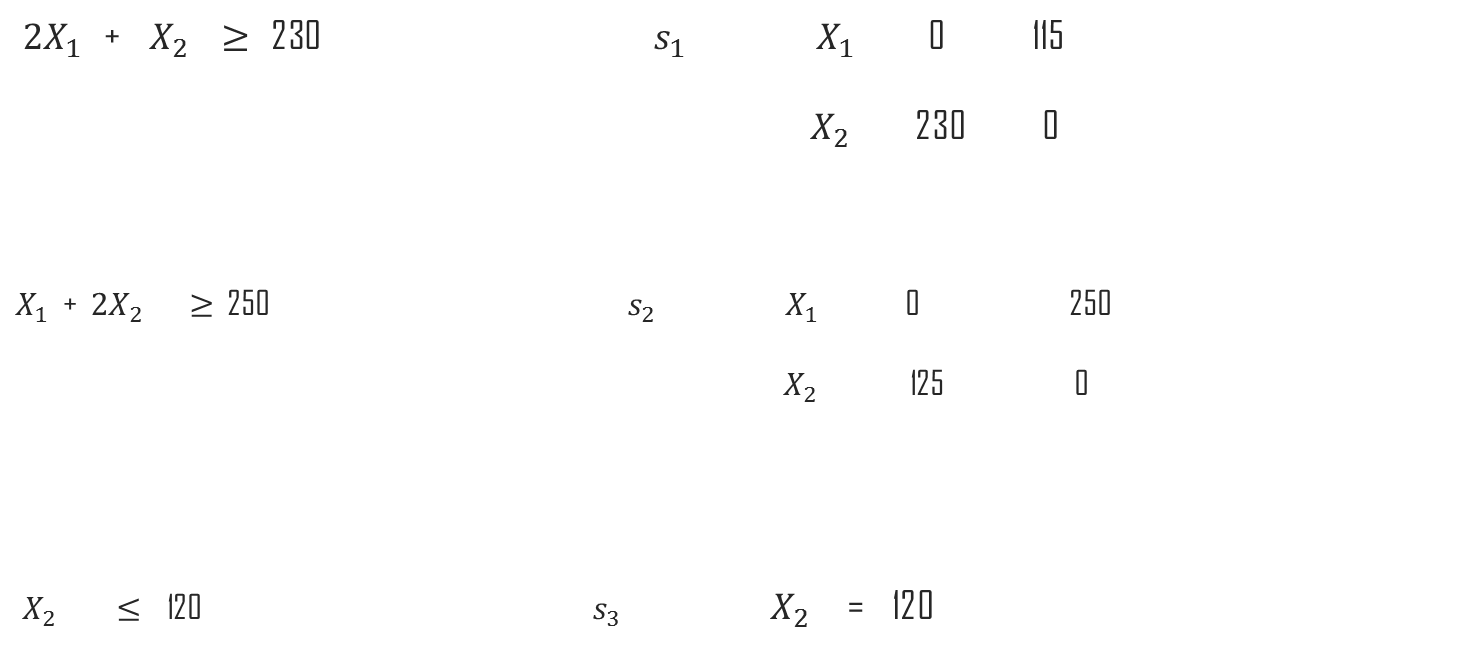 2X₁ + X₂ ≥ 230 s₁ X₁ 0 115
X₂ 230 0
X₁ + 2X₂ ≥ 250 s₂ X₁ 0 250
X₂ 125 0
X₂ ≤ 120 s₃ X₂ = 120